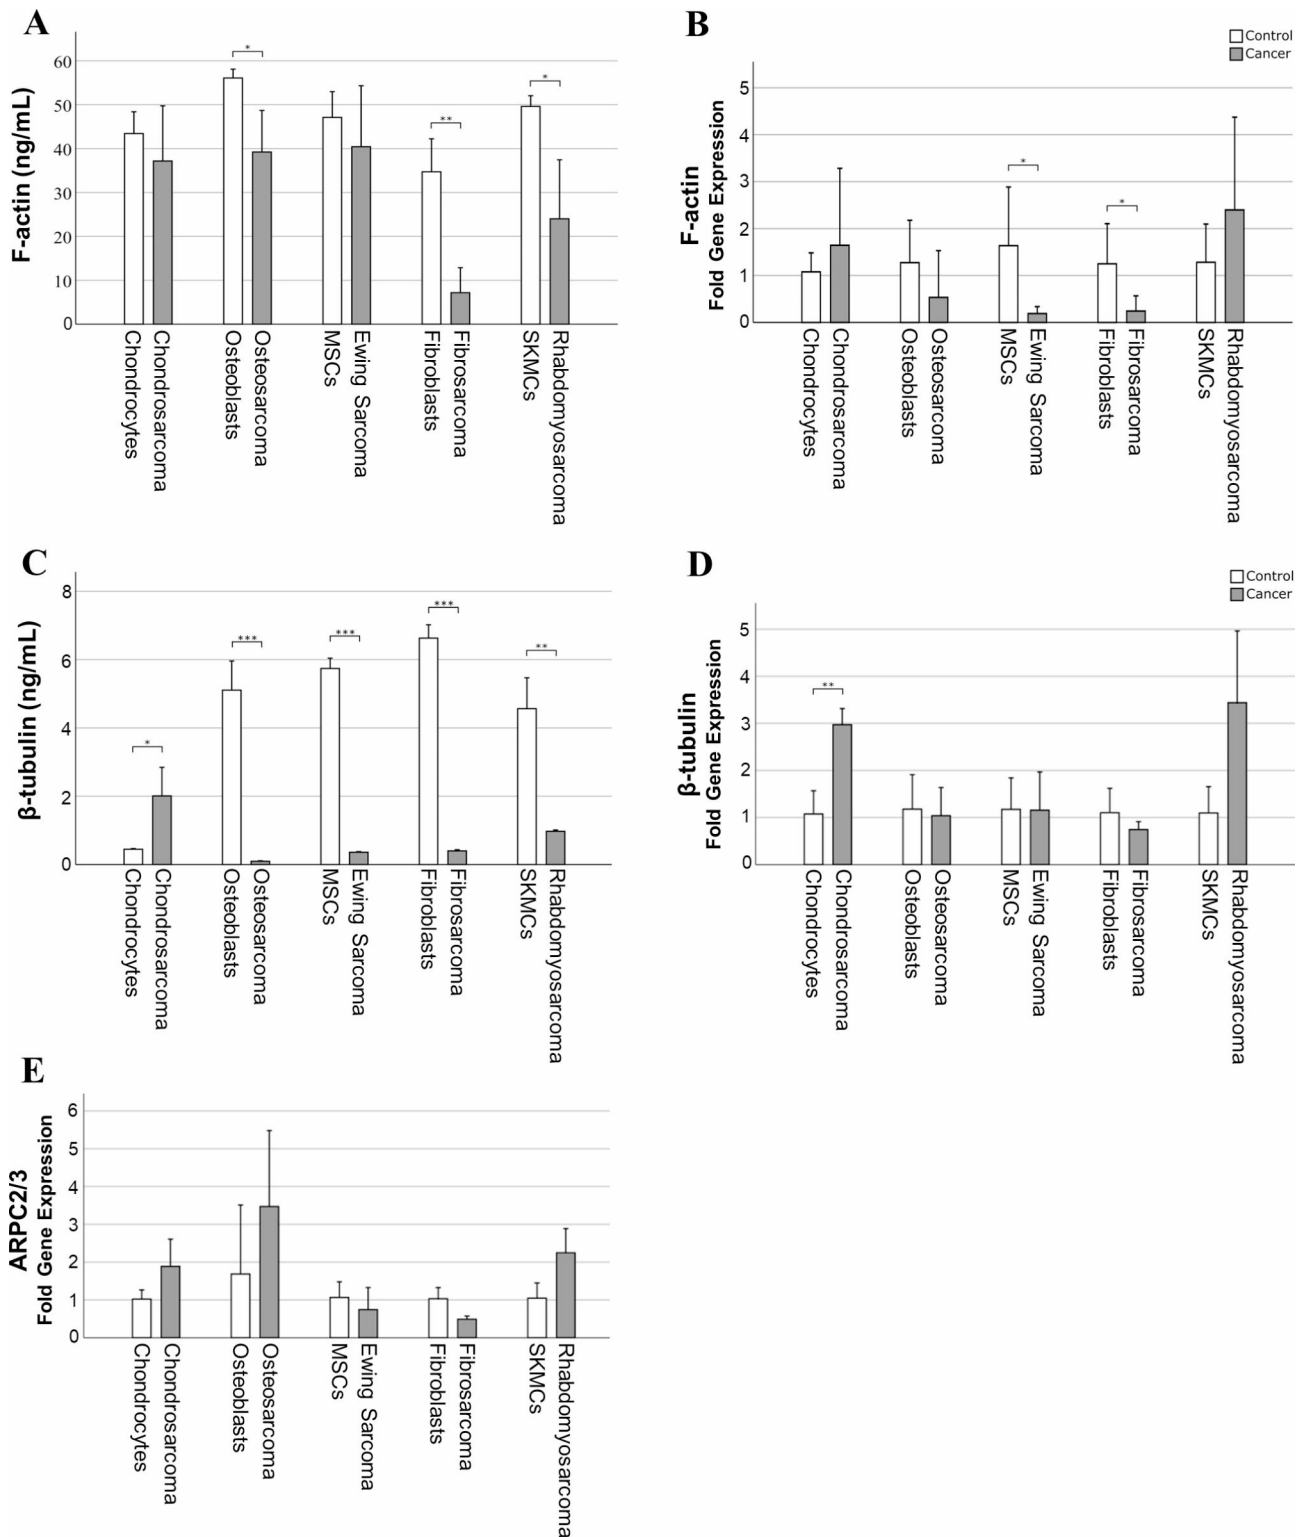 A
F-actin (ng/mL)
60
50
40
30
20
10
0
*
**
*
Chondrocytes
Chondrosarcoma
Osteoblasts
Osteosarcoma
MSCs
Ewing Sarcoma
Fibroblasts
Fibrosarcoma
SKMCs
Rhabdomyosarcoma
B
Control
Cancer
F-actin
Fold Gene Expression
5
4
3
2
1
0
*
*
Chondrocytes
Chondrosarcoma
Osteoblasts
Osteosarcoma
MSCs
Ewing Sarcoma
Fibroblasts
Fibrosarcoma
SKMCs
Rhabdomyosarcoma
C
β-tubulin (ng/mL)
8
6
4
2
0
*
***
***
***
**
Chondrocytes
Chondrosarcoma
Osteoblasts
Osteosarcoma
MSCs
Ewing Sarcoma
Fibroblasts
Fibrosarcoma
SKMCs
Rhabdomyosarcoma
D
Control
Cancer
β-tubulin
Fold Gene Expression
5
4
3
2
1
0
**
Chondrocytes
Chondrosarcoma
Osteoblasts
Osteosarcoma
MSCs
Ewing Sarcoma
Fibroblasts
Fibrosarcoma
SKMCs
Rhabdomyosarcoma
E
ARPC2/3
Fold Gene Expression
6
5
4
3
2
1
0
Chondrocytes
Chondrosarcoma
Osteoblasts
Osteosarcoma
MSCs
Ewing Sarcoma
Fibroblasts
Fibrosarcoma
SKMCs
Rhabdomyosarcoma